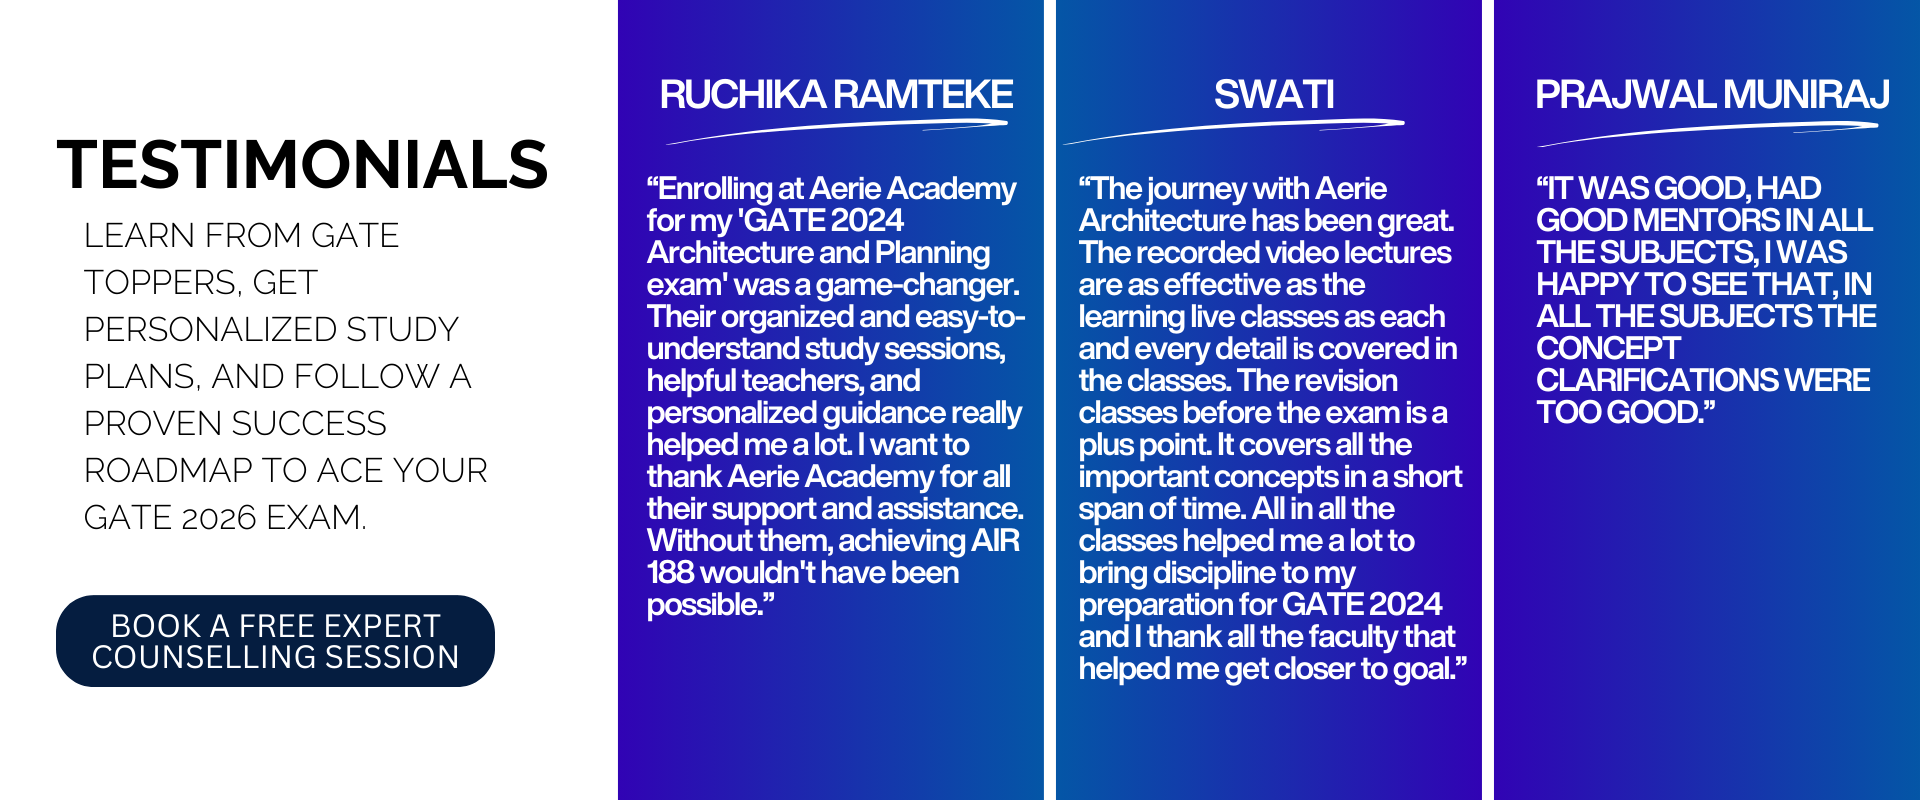 TESTIMONIALS
LEARN FROM GATE
TOPPERS, GET
PERSONALIZED STUDY
PLANS, AND FOLLOW A
PROVEN SUCCESS
ROADMAP TO ACE YOUR
GATE 2026 EXAM.
BOOK A FREE EXPERT
COUNSELLING SESSION
RUCHIKA RAMTEKE
“Enrolling at Aerie Academy
for my 'GATE 2024
Architecture and Planning
exam' was a game-changer.
Their organized and easy-to-
understand study sessions,
helpful teachers, and
personalized guidance really
helped me a lot. I want to
thank Aerie Academy for all
their support and assistance.
Without them, achieving AIR
188 wouldn't have been
possible.”
SWATI
“The journey with Aerie
Architecture has been great.
The recorded video lectures
are as effective as the
learning live classes as each
and every detail is covered in
the classes. The revision
classes before the exam is a
plus point. It covers all the
important concepts in a short
span of time. All in all the
classes helped me a lot to
bring discipline to my
preparation for GATE 2024
and I thank all the faculty that
helped me get closer to goal.”
PRAJWAL MUNIRAJ
“IT WAS GOOD, HAD
GOOD MENTORS IN ALL
THE SUBJECTS, I WAS
HAPPY TO SEE THAT, IN
ALL THE SUBJECTS THE
CONCEPT
CLARIFICATIONS WERE
TOO GOOD.”